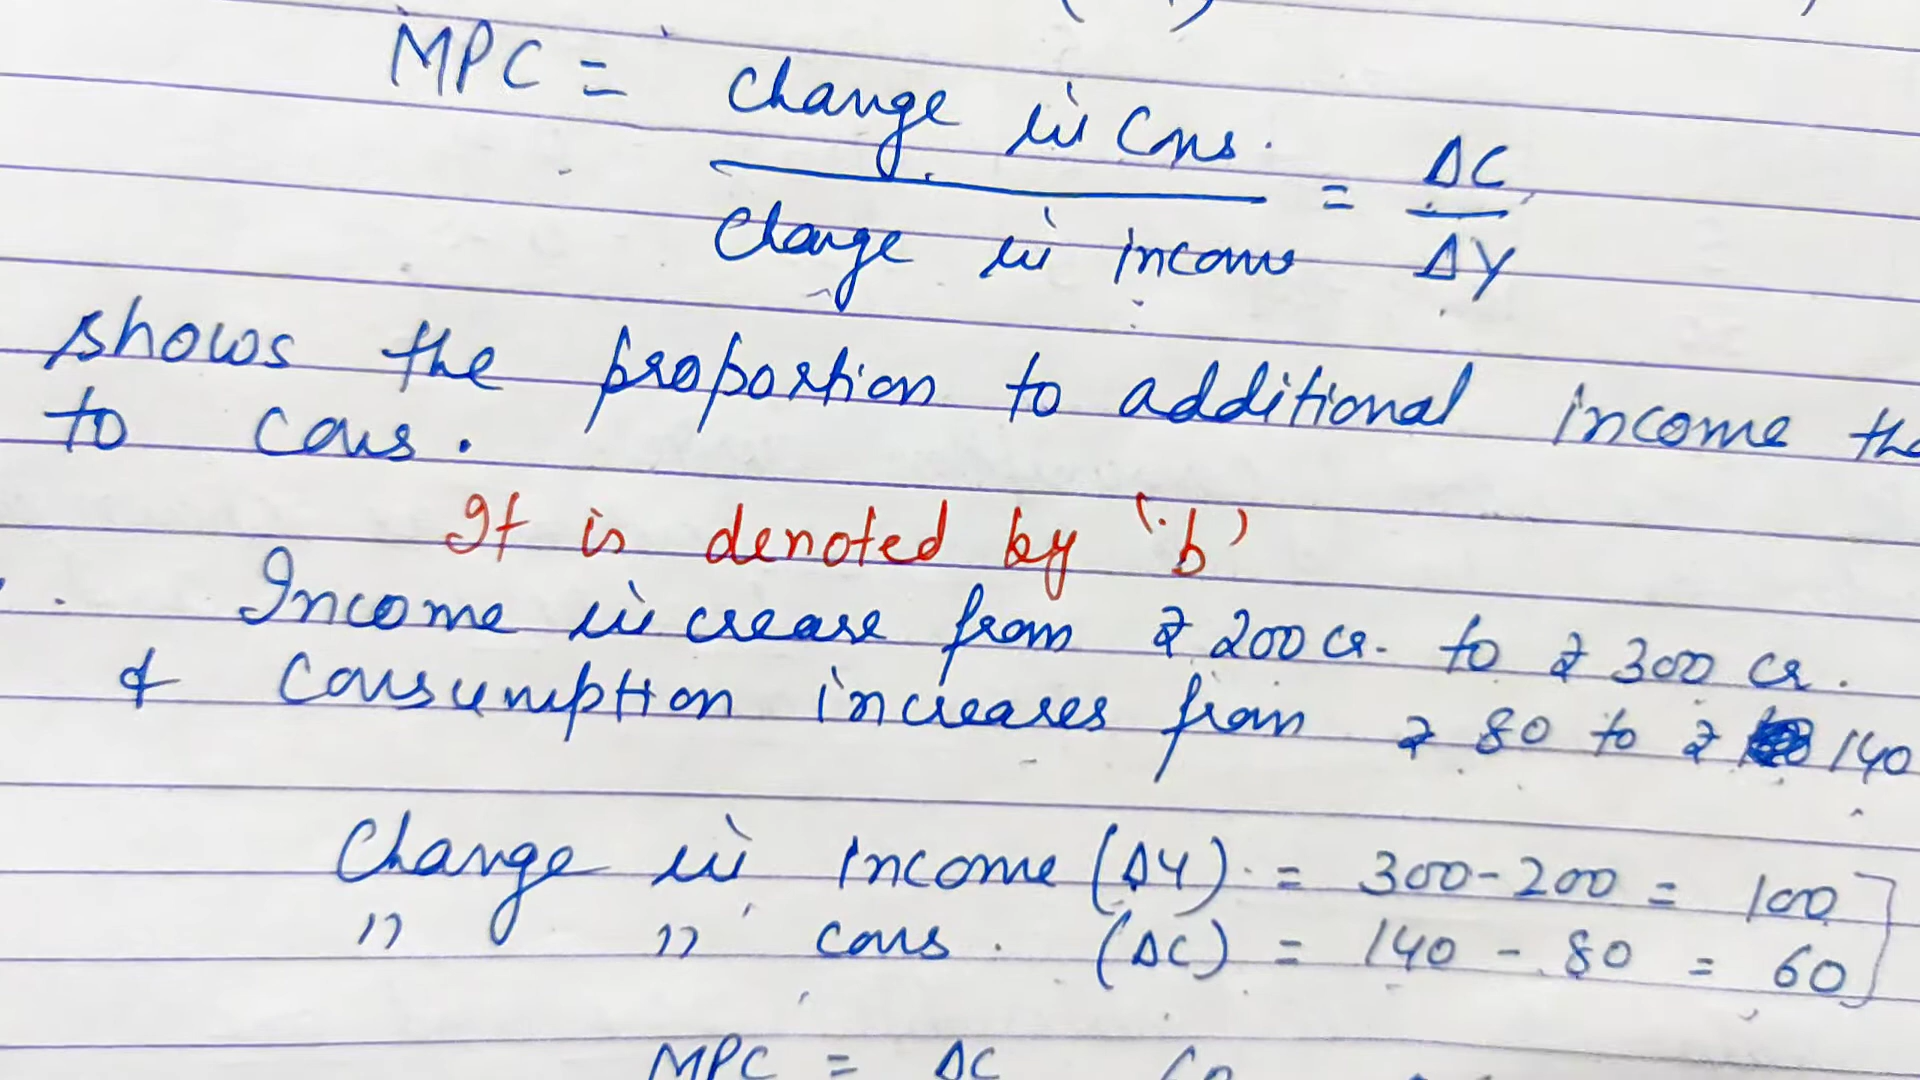 MPC = change in Cons. = ΔC
change in income ΔY
shows the proportion to additional income
to cons.
It is denoted by 'b'
Income increase from ₹ 200 cr. to ₹ 300 cr.
& Consumption increases from ₹ 80 to ₹ 140
Change in income (ΔY) = 300-200 = 100
" " cons. (ΔC) = 140 - 80 = 60
MPC = ΔC